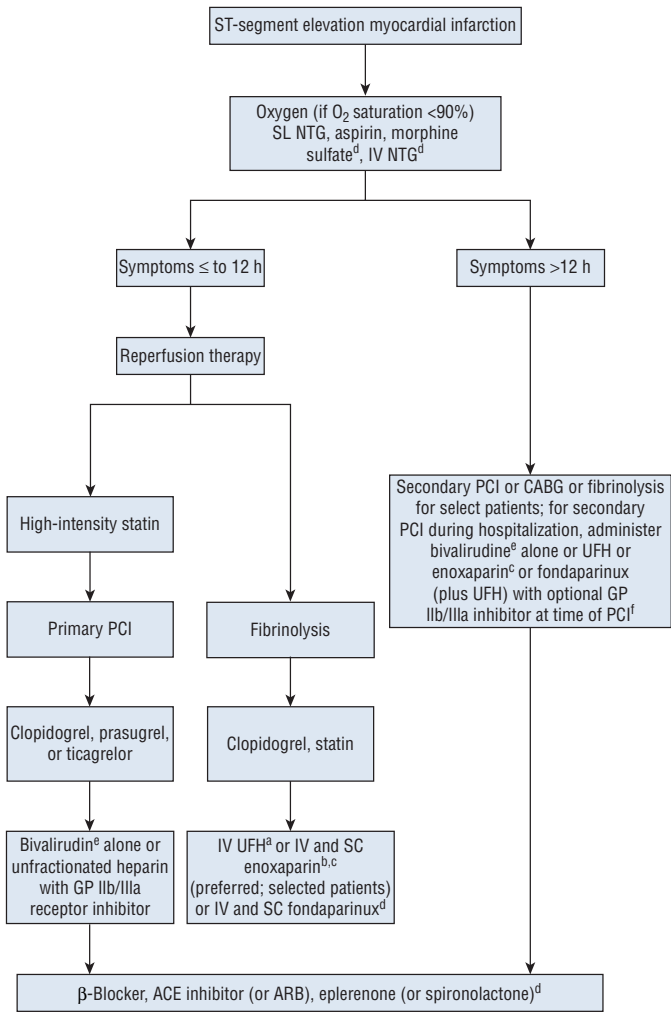 ST-segment elevation myocardial infarction
Oxygen (if O₂ saturation <90%)
SL NTG, aspirin, morphine
sulfateᵈ, IV NTGᵈ
Symptoms ≤ to 12 h
Symptoms >12 h
Reperfusion therapy
High-intensity statin
Primary PCI
Clopidogrel, prasugrel,
or ticagrelor
Bivalirudinᵉ alone or
unfractionated heparin
with GP IIb/IIIa
receptor inhibitor
Fibrinolysis
Clopidogrel, statin
IV UFHᵃ or IV and SC
enoxaparinᵇ,ᶜ
(preferred; selected patients)
or IV and SC fondaparinuxᵈ
Secondary PCI or CABG or fibrinolysis
for select patients; for secondary
PCI during hospitalization, administer
bivalirudineᵉ alone or UFH or
enoxaparinᶜ or fondaparinux
(plus UFH) with optional GP
IIb/IIIa inhibitor at time of PCIᶠ
β-Blocker, ACE inhibitor (or ARB), eplerenone (or spironolactone)ᵈ